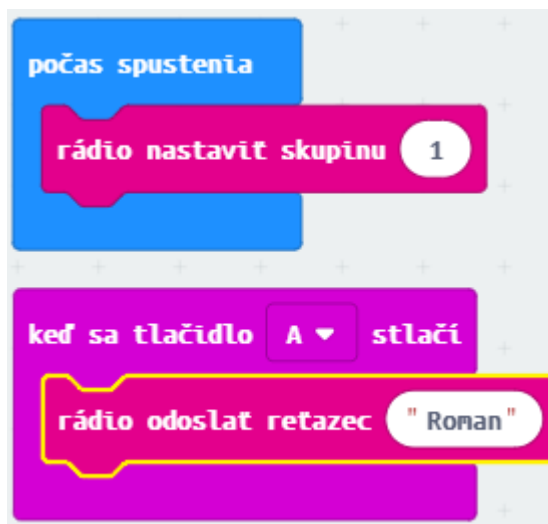 počas spustenia
rádio nastaviť skupinu 1
keď sa tlačidlo A stlačí
rádio odoslať reťazec "Roman"